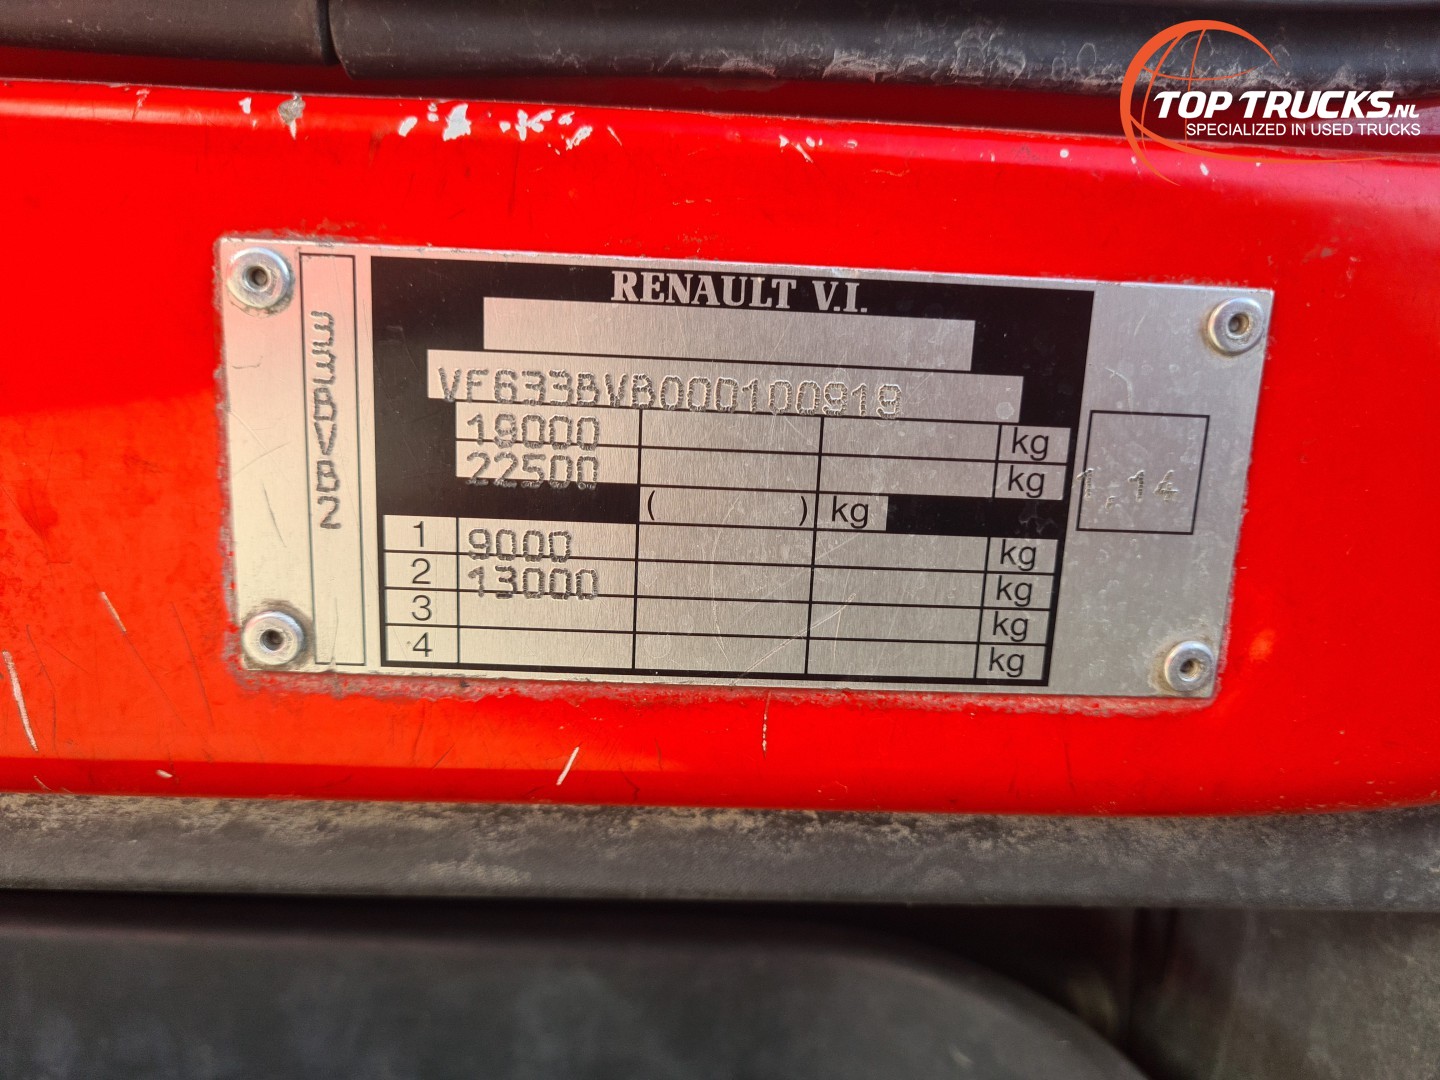 TOP TRUCKS.NL
SPECIALIZED IN USED TRUCKS
RENAULT V.I.
VF633BVB000100919
19000 kg
22500 kg
( ) kg
1 9000 kg
2 13000 kg
3 kg
4 kg
33BVB2
1,14